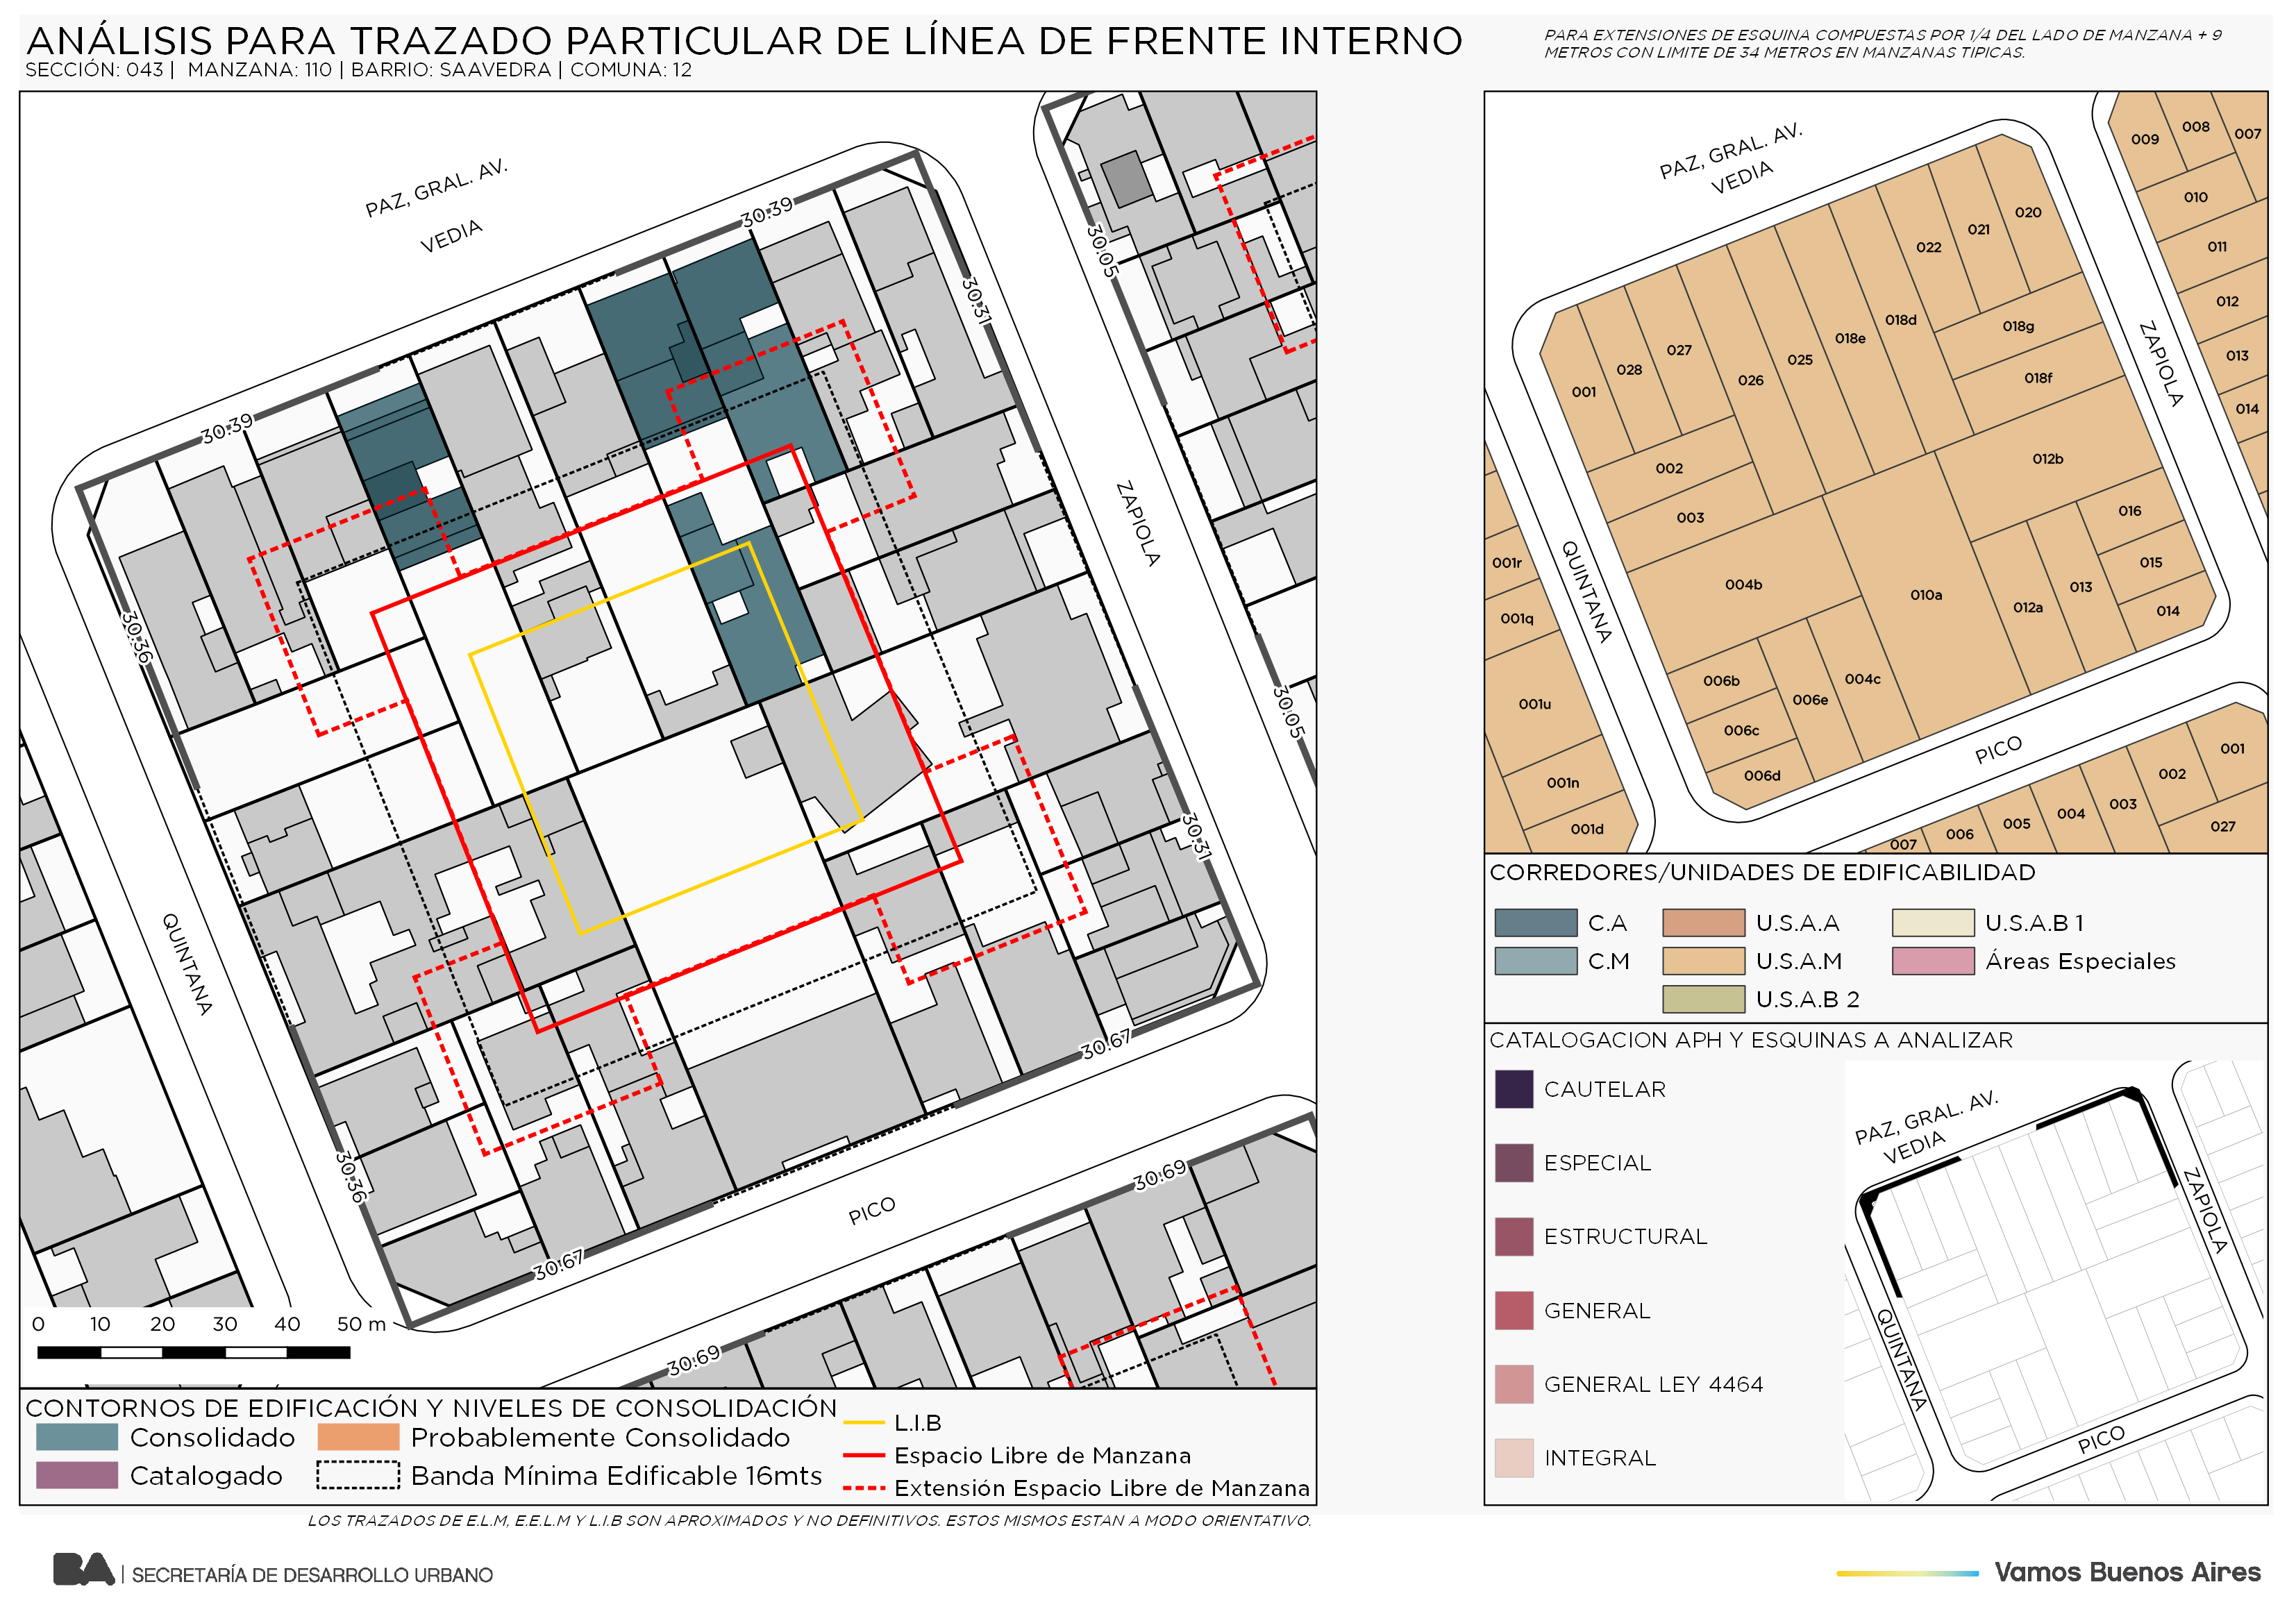 ANÁLISIS PARA TRAZADO PARTICULAR DE LÍNEA DE FRENTE INTERNO
SECCIÓN: 043 | MANZANA: 110 | BARRIO: SAAVEDRA | COMUNA: 12
PARA EXTENSIONES DE ESQUINA COMPUESTAS POR 1/4 DEL LADO DE MANZANA + 9
METROS CON LIMITE DE 34 METROS EN MANZANAS TIPICAS.
PAZ, GRAL. AV.
VEDIA
30.39
30.39
30.31
30.05
30.36
ZAPIOLA
30.05
30.31
QUINTANA
30.36
30.67
30.67
PICO
30.69
30.69
0 10 20 30 40 50 m
CONTORNOS DE EDIFICACIÓN Y NIVELES DE CONSOLIDACIÓN
Consolidado
Probablemente Consolidado
Catalogado
Banda Mínima Edificable 16mts
L.I.B
Espacio Libre de Manzana
Extensión Espacio Libre de Manzana
LOS TRAZADOS DE E.L.M, E.E.L.M Y L.I.B SON APROXIMADOS Y NO DEFINITIVOS. ESTOS MISMOS ESTAN A MODO ORIENTATIVO.
PAZ, GRAL. AV.
VEDIA
009
008
007
010
011
012
013
014
020
021
022
018d
018e
025
026
027
028
001
018g
018f
002
003
012b
016
015
014
013
012a
010a
004b
004c
006b
006e
006c
006d
001r
001q
001u
001n
001d
QUINTANA
ZAPIOLA
PICO
001
002
003
004
005
006
007
027
CORREDORES/UNIDADES DE EDIFICABILIDAD
C.A
U.S.A.A
U.S.A.B 1
C.M
U.S.A.M
Áreas Especiales
U.S.A.B 2
CATALOGACION APH Y ESQUINAS A ANALIZAR
CAUTELAR
ESPECIAL
ESTRUCTURAL
GENERAL
GENERAL LEY 4464
INTEGRAL
PAZ, GRAL. AV.
VEDIA
ZAPIOLA
QUINTANA
PICO
BA | SECRETARÍA DE DESARROLLO URBANO
Vamos Buenos Aires